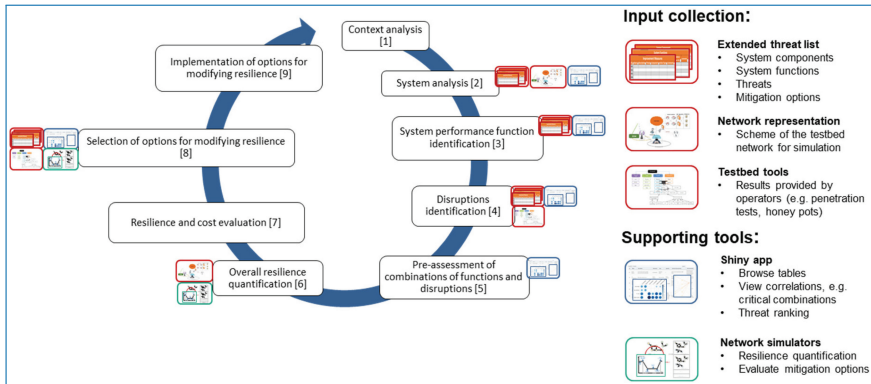 Context analysis
[1]
System analysis [2]
System performance function
identification [3]
Disruptions
identification [4]
Pre-assessment of
combinations of functions and
disruptions [5]
Overall resilience
quantification [6]
Resilience and cost evaluation [7]
Selection of options for modifying resilience
[8]
Implementation of options for
modifying resilience [9]
Input collection:
Extended threat list
• System components
• System functions
• Threats
• Mitigation options
Network representation
• Scheme of the testbed
network for simulation
Testbed tools
• Results provided by
operators (e.g. penetration
tests, honey pots)
Supporting tools:
Shiny app
• Browse tables
• View correlations, e.g.
critical combinations
• Threat ranking
Network simulators
• Resilience quantification
• Evaluate mitigation options